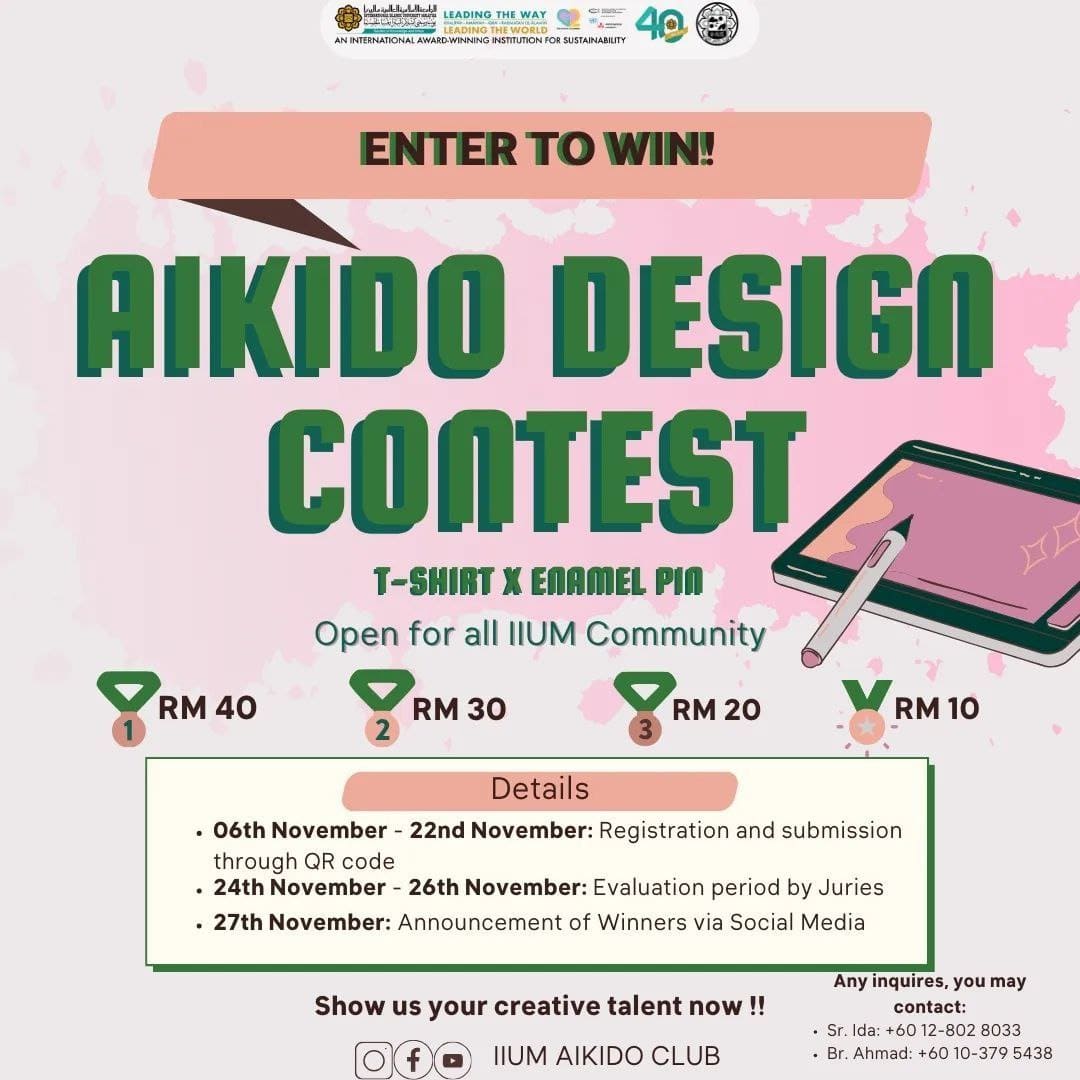 LEADING THE WAY
LEADING THE WORLD
AN INTERNATIONAL AWARD-WINNING INSTITUTION FOR SUSTAINABILITY
40
ENTER TO WIN!
AIKIDO DESIGN
CONTEST
T-SHIRT X ENAMEL PIN
Open for all IIUM Community
1 RM 40
2 RM 30
3 RM 20
RM 10
Details
• 06th November - 22nd November: Registration and submission
through QR code
• 24th November - 26th November: Evaluation period by Juries
• 27th November: Announcement of Winners via Social Media
Show us your creative talent now !!
IIUM AIKIDO CLUB
Any inquires, you may
contact:
• Sr. Ida: +60 12-802 8033
• Br. Ahmad: +60 10-379 5438